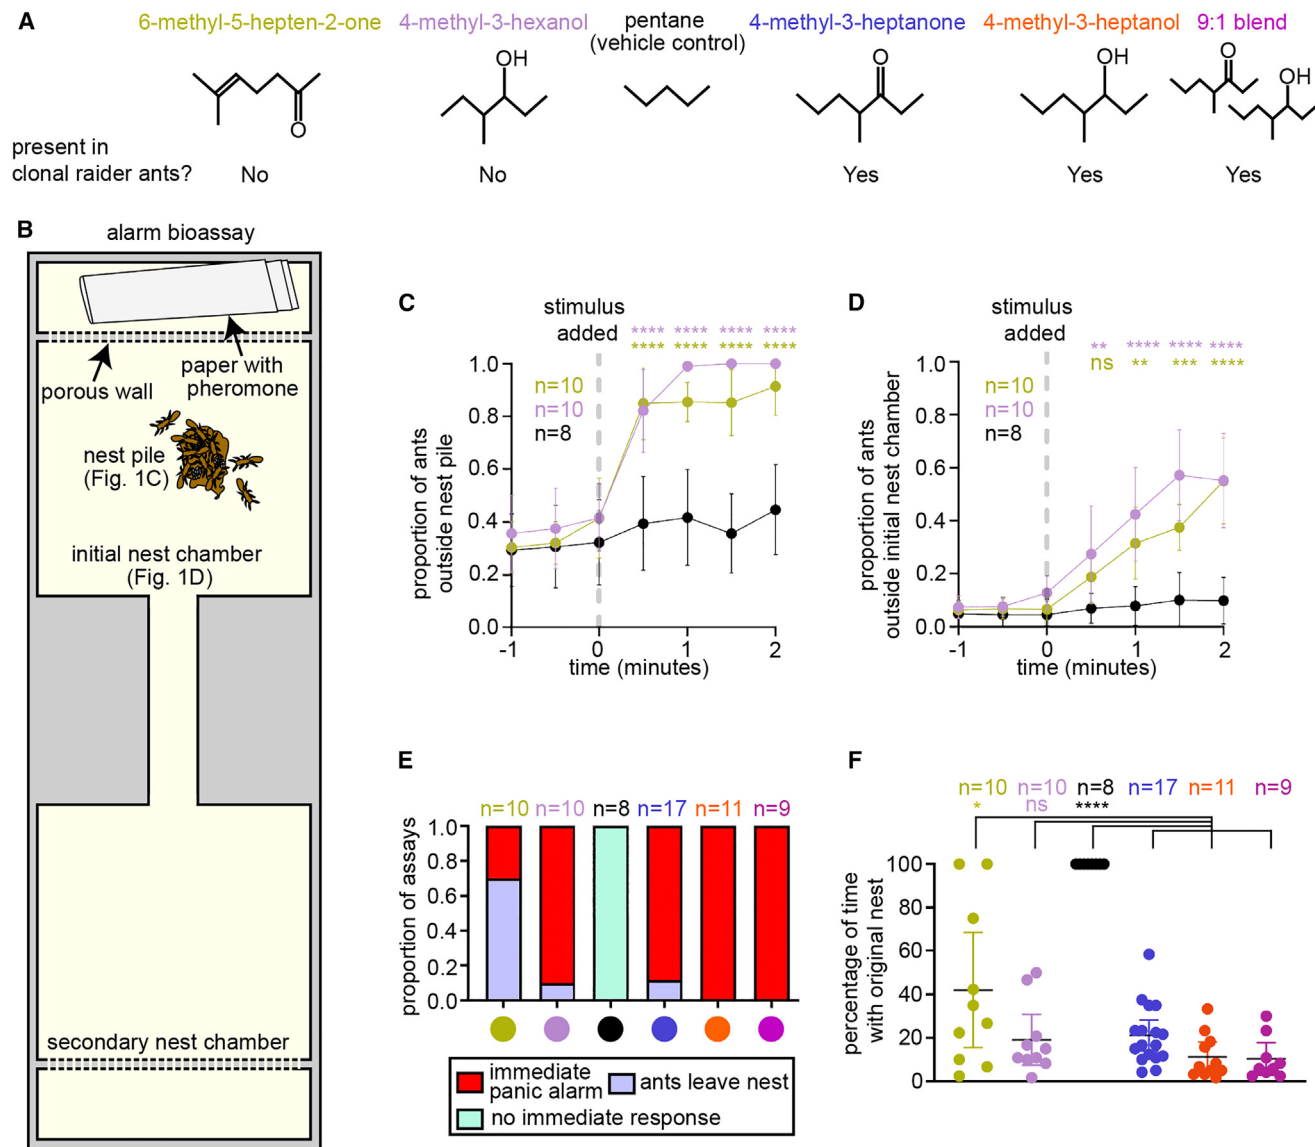 A
6-methyl-5-hepten-2-one
4-methyl-3-hexanol
pentane
(vehicle control)
4-methyl-3-heptanone
4-methyl-3-heptanol
9:1 blend
O
OH
O
OH
O
OH
present in
clonal raider ants?
No
No
Yes
Yes
Yes
B
alarm bioassay
porous wall
paper with
pheromone
nest pile
(Fig. 1C)
initial nest chamber
(Fig. 1D)
secondary nest chamber
C
stimulus
added
**** **** **** ****
**** **** **** ****
n=10
n=10
n=8
proportion of ants
outside nest pile
1.0
0.8
0.6
0.4
0.2
0.0
-1 0 1 2
time (minutes)
D
stimulus
added
** **** **** ****
ns ** *** ****
n=10
n=10
n=8
proportion of ants
outside initial nest chamber
1.0
0.8
0.6
0.4
0.2
0.0
-1 0 1 2
time (minutes)
E
n=10 n=10 n=8 n=17 n=11 n=9
proportion of assays
1.0
0.8
0.6
0.4
0.2
0.0
immediate
panic alarm
ants leave nest
no immediate response
F
n=10 n=10 n=8 n=17 n=11 n=9
* ns ****
percentage of time
with original nest
100
80
60
40
20
0